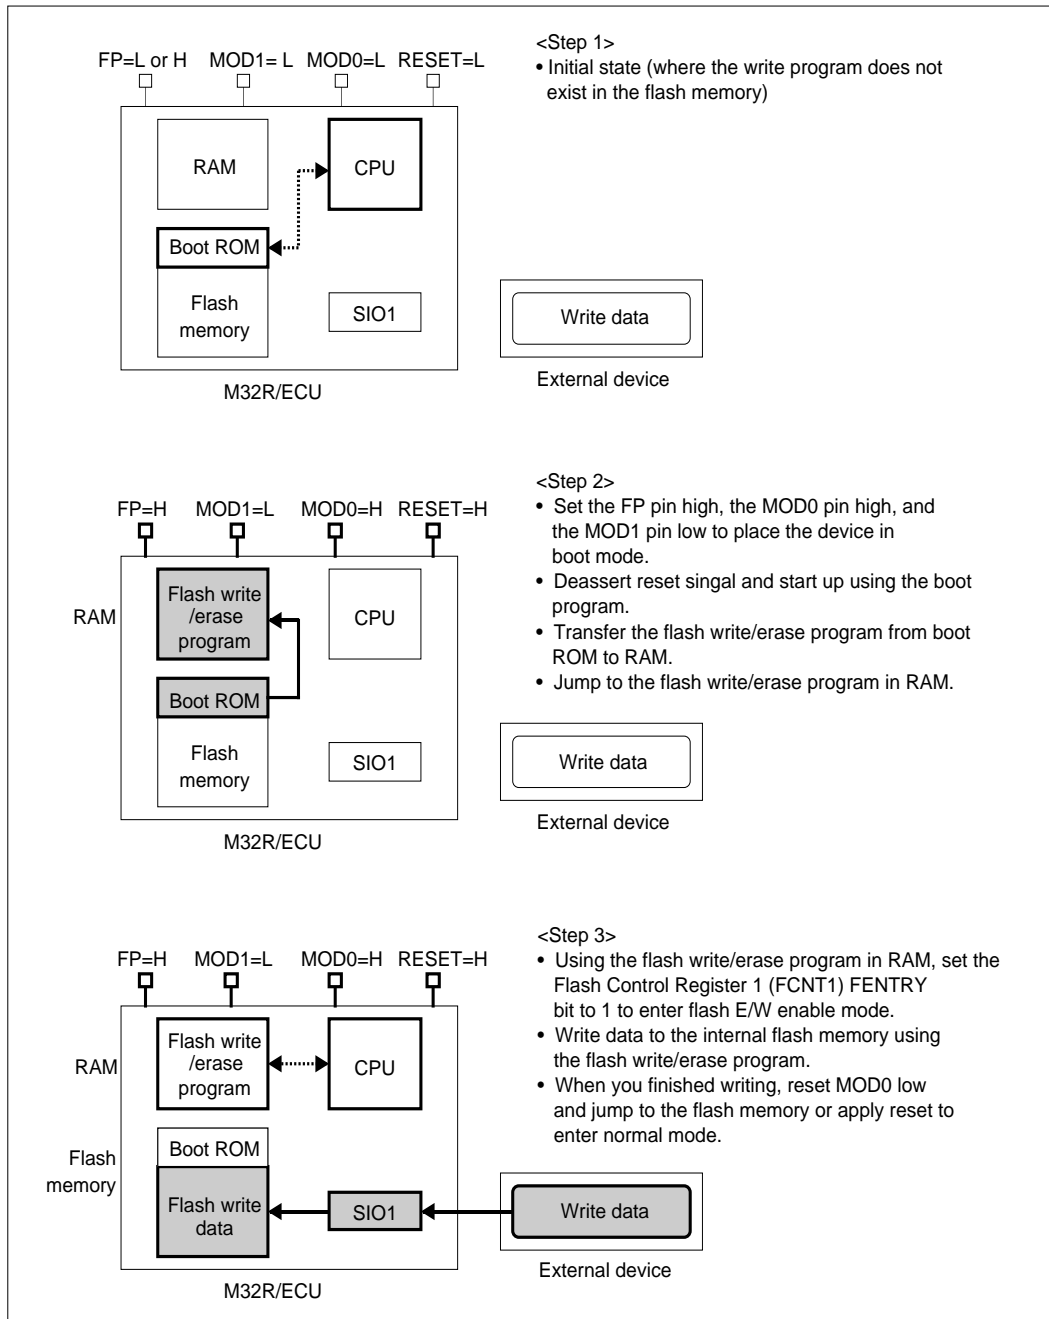 FP=L or H MOD1= L MOD0=L RESET=L
RAM
CPU
Boot ROM
Flash
memory
SIO1
M32R/ECU
<Step 1>
• Initial state (where the write program does not
exist in the flash memory)
Write data
External device
FP=H MOD1=L MOD0=H RESET=H
RAM
Flash write
/erase
program
CPU
Boot ROM
Flash
memory
SIO1
M32R/ECU
<Step 2>
• Set the FP pin high, the MOD0 pin high, and
the MOD1 pin low to place the device in
boot mode.
• Deassert reset singal and start up using the boot
program.
• Transfer the flash write/erase program from boot
ROM to RAM.
• Jump to the flash write/erase program in RAM.
Write data
External device
FP=H MOD1=L MOD0=H RESET=H
RAM
Flash write
/erase
program
CPU
Flash
memory
Boot ROM
Flash write
data
SIO1
M32R/ECU
<Step 3>
• Using the flash write/erase program in RAM, set the
Flash Control Register 1 (FCNT1) FENTRY
bit to 1 to enter flash E/W enable mode.
• Write data to the internal flash memory using
the flash write/erase program.
• When you finished writing, reset MOD0 low
and jump to the flash memory or apply reset to
enter normal mode.
Write data
External device